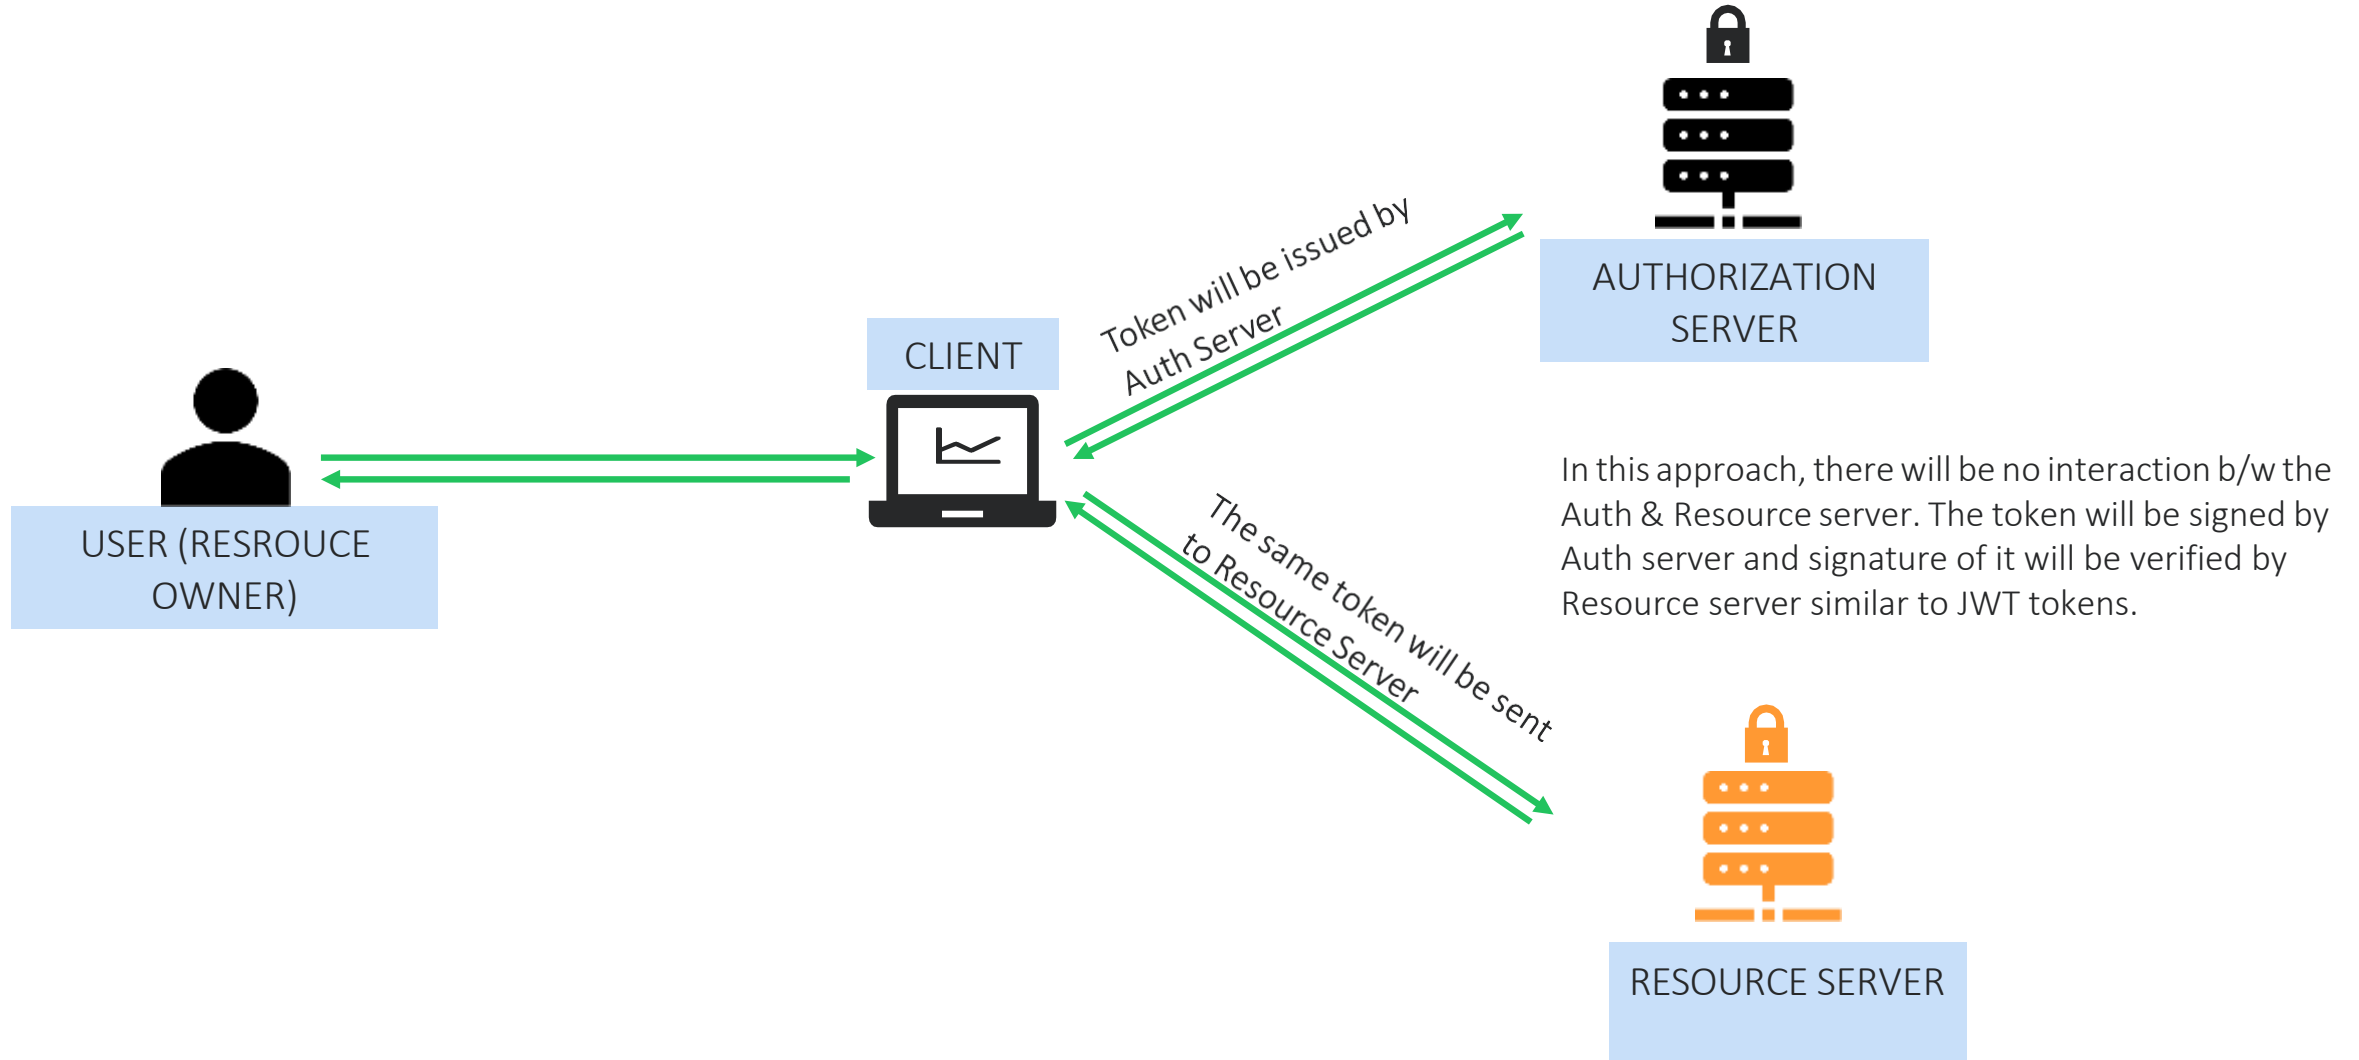 USER (RESROUCE
OWNER)
CLIENT
Token will be issued by
Auth Server
AUTHORIZATION
SERVER
In this approach, there will be no interaction b/w the
Auth & Resource server. The token will be signed by
Auth server and signature of it will be verified by
Resource server similar to JWT tokens.
The same token will be sent
to Resource Server
RESOURCE SERVER